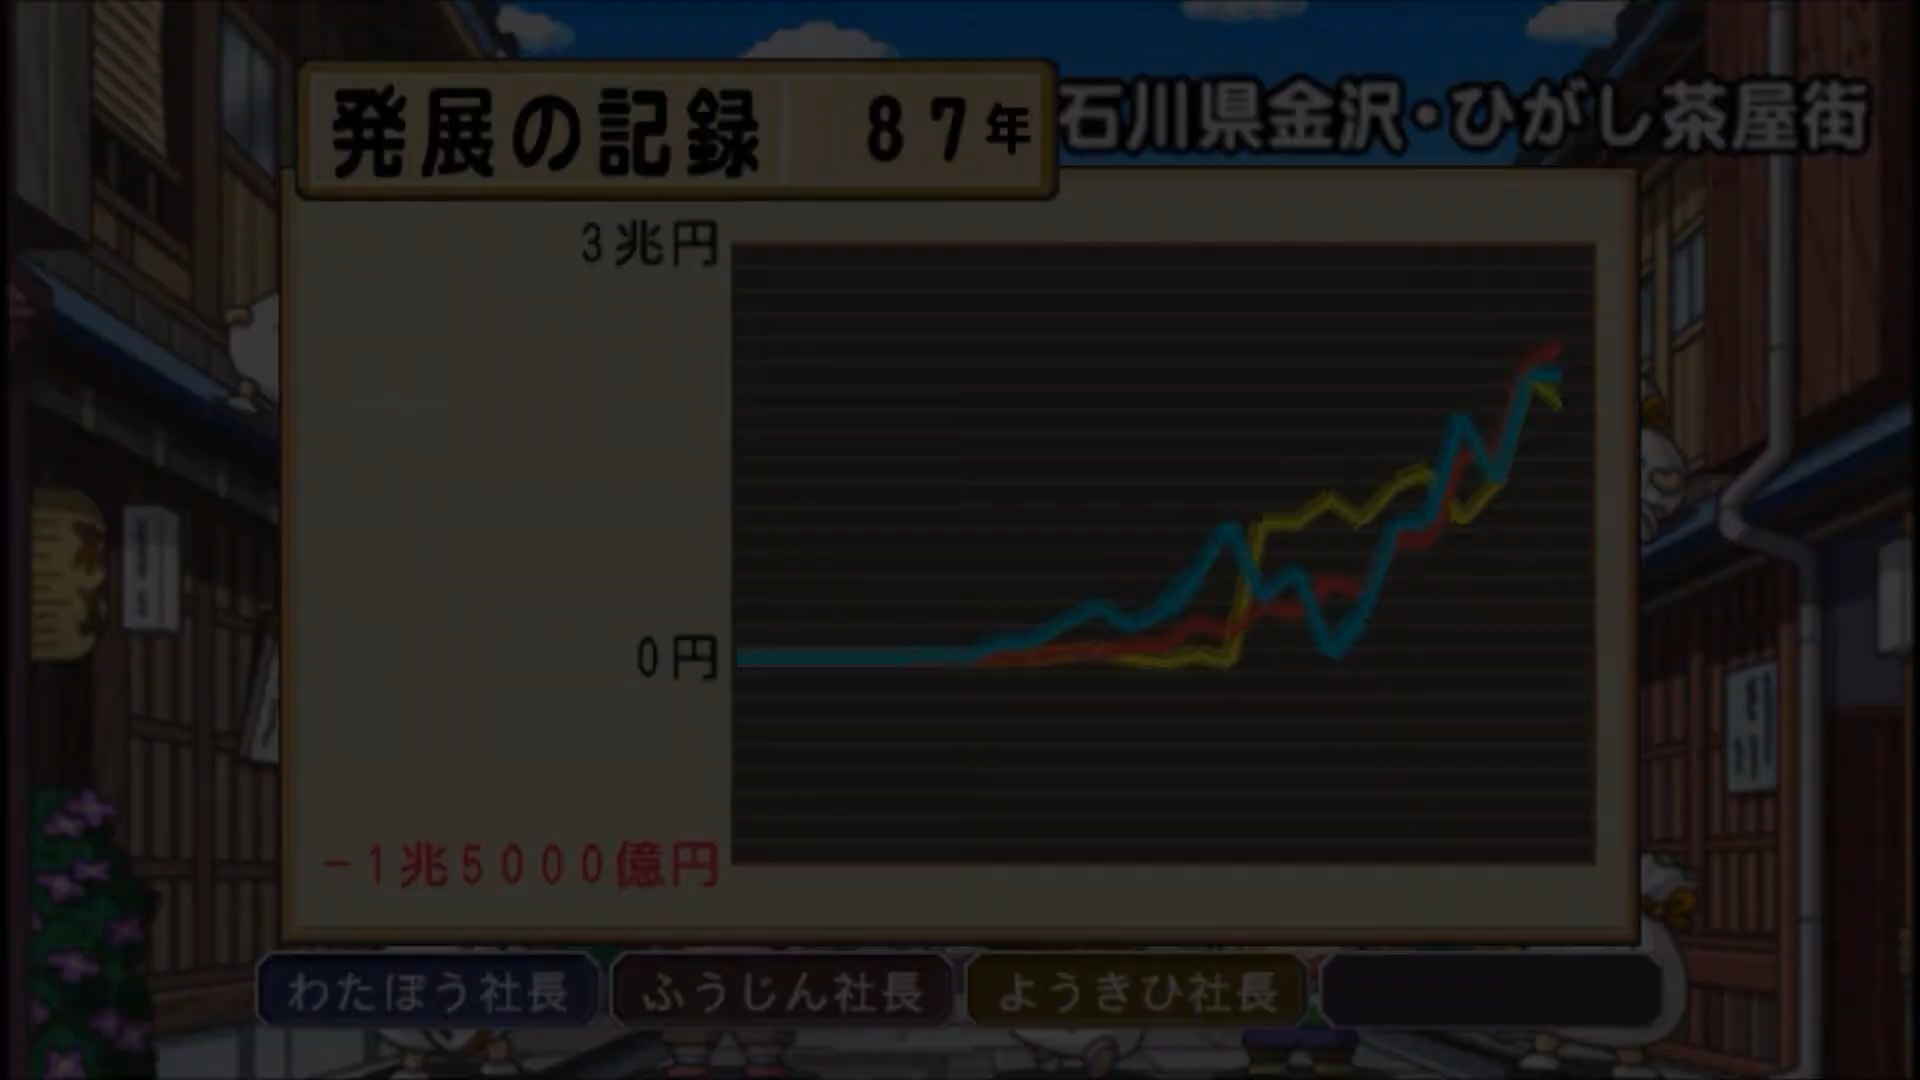 発展の記録 87年
石川県金沢・ひがし茶屋街
3兆円
0円
-1兆5000億円
わたぼう社長 ふうじん社長 ようきひ社長